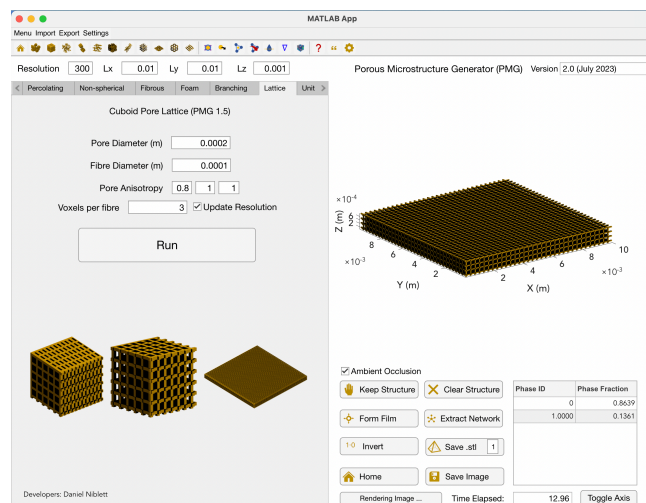 MATLAB App
Menu Import Export Settings
Resolution 300 Lx 0.01 Ly 0.01 Lz 0.001
Porous Microstructure Generator (PMG) Version 2.0 (July 2023)
Percolating Non-spherical Fibrous Foam Branching Lattice Unit
Cuboid Pore Lattice (PMG 1.5)
Pore Diameter (m) 0.0002
Fibre Diameter (m) 0.0001
Pore Anisotropy 0.8 1 1
Voxels per fibre 3 Update Resolution
Run
×10-4
Z (m)
6
2
8
6
4
2
×10-3
Y (m)
2
4
6
8
10
×10-3
X (m)
Ambient Occlusion
Keep Structure Clear Structure
Form Film Extract Network
1-0 Invert Save .stl 1
Home Save Image
Rendering Image ... Time Elapsed: 12.96 Toggle Axis
Phase ID Phase Fraction
0 0.8639
1.0000 0.1361
Developers: Daniel Niblett